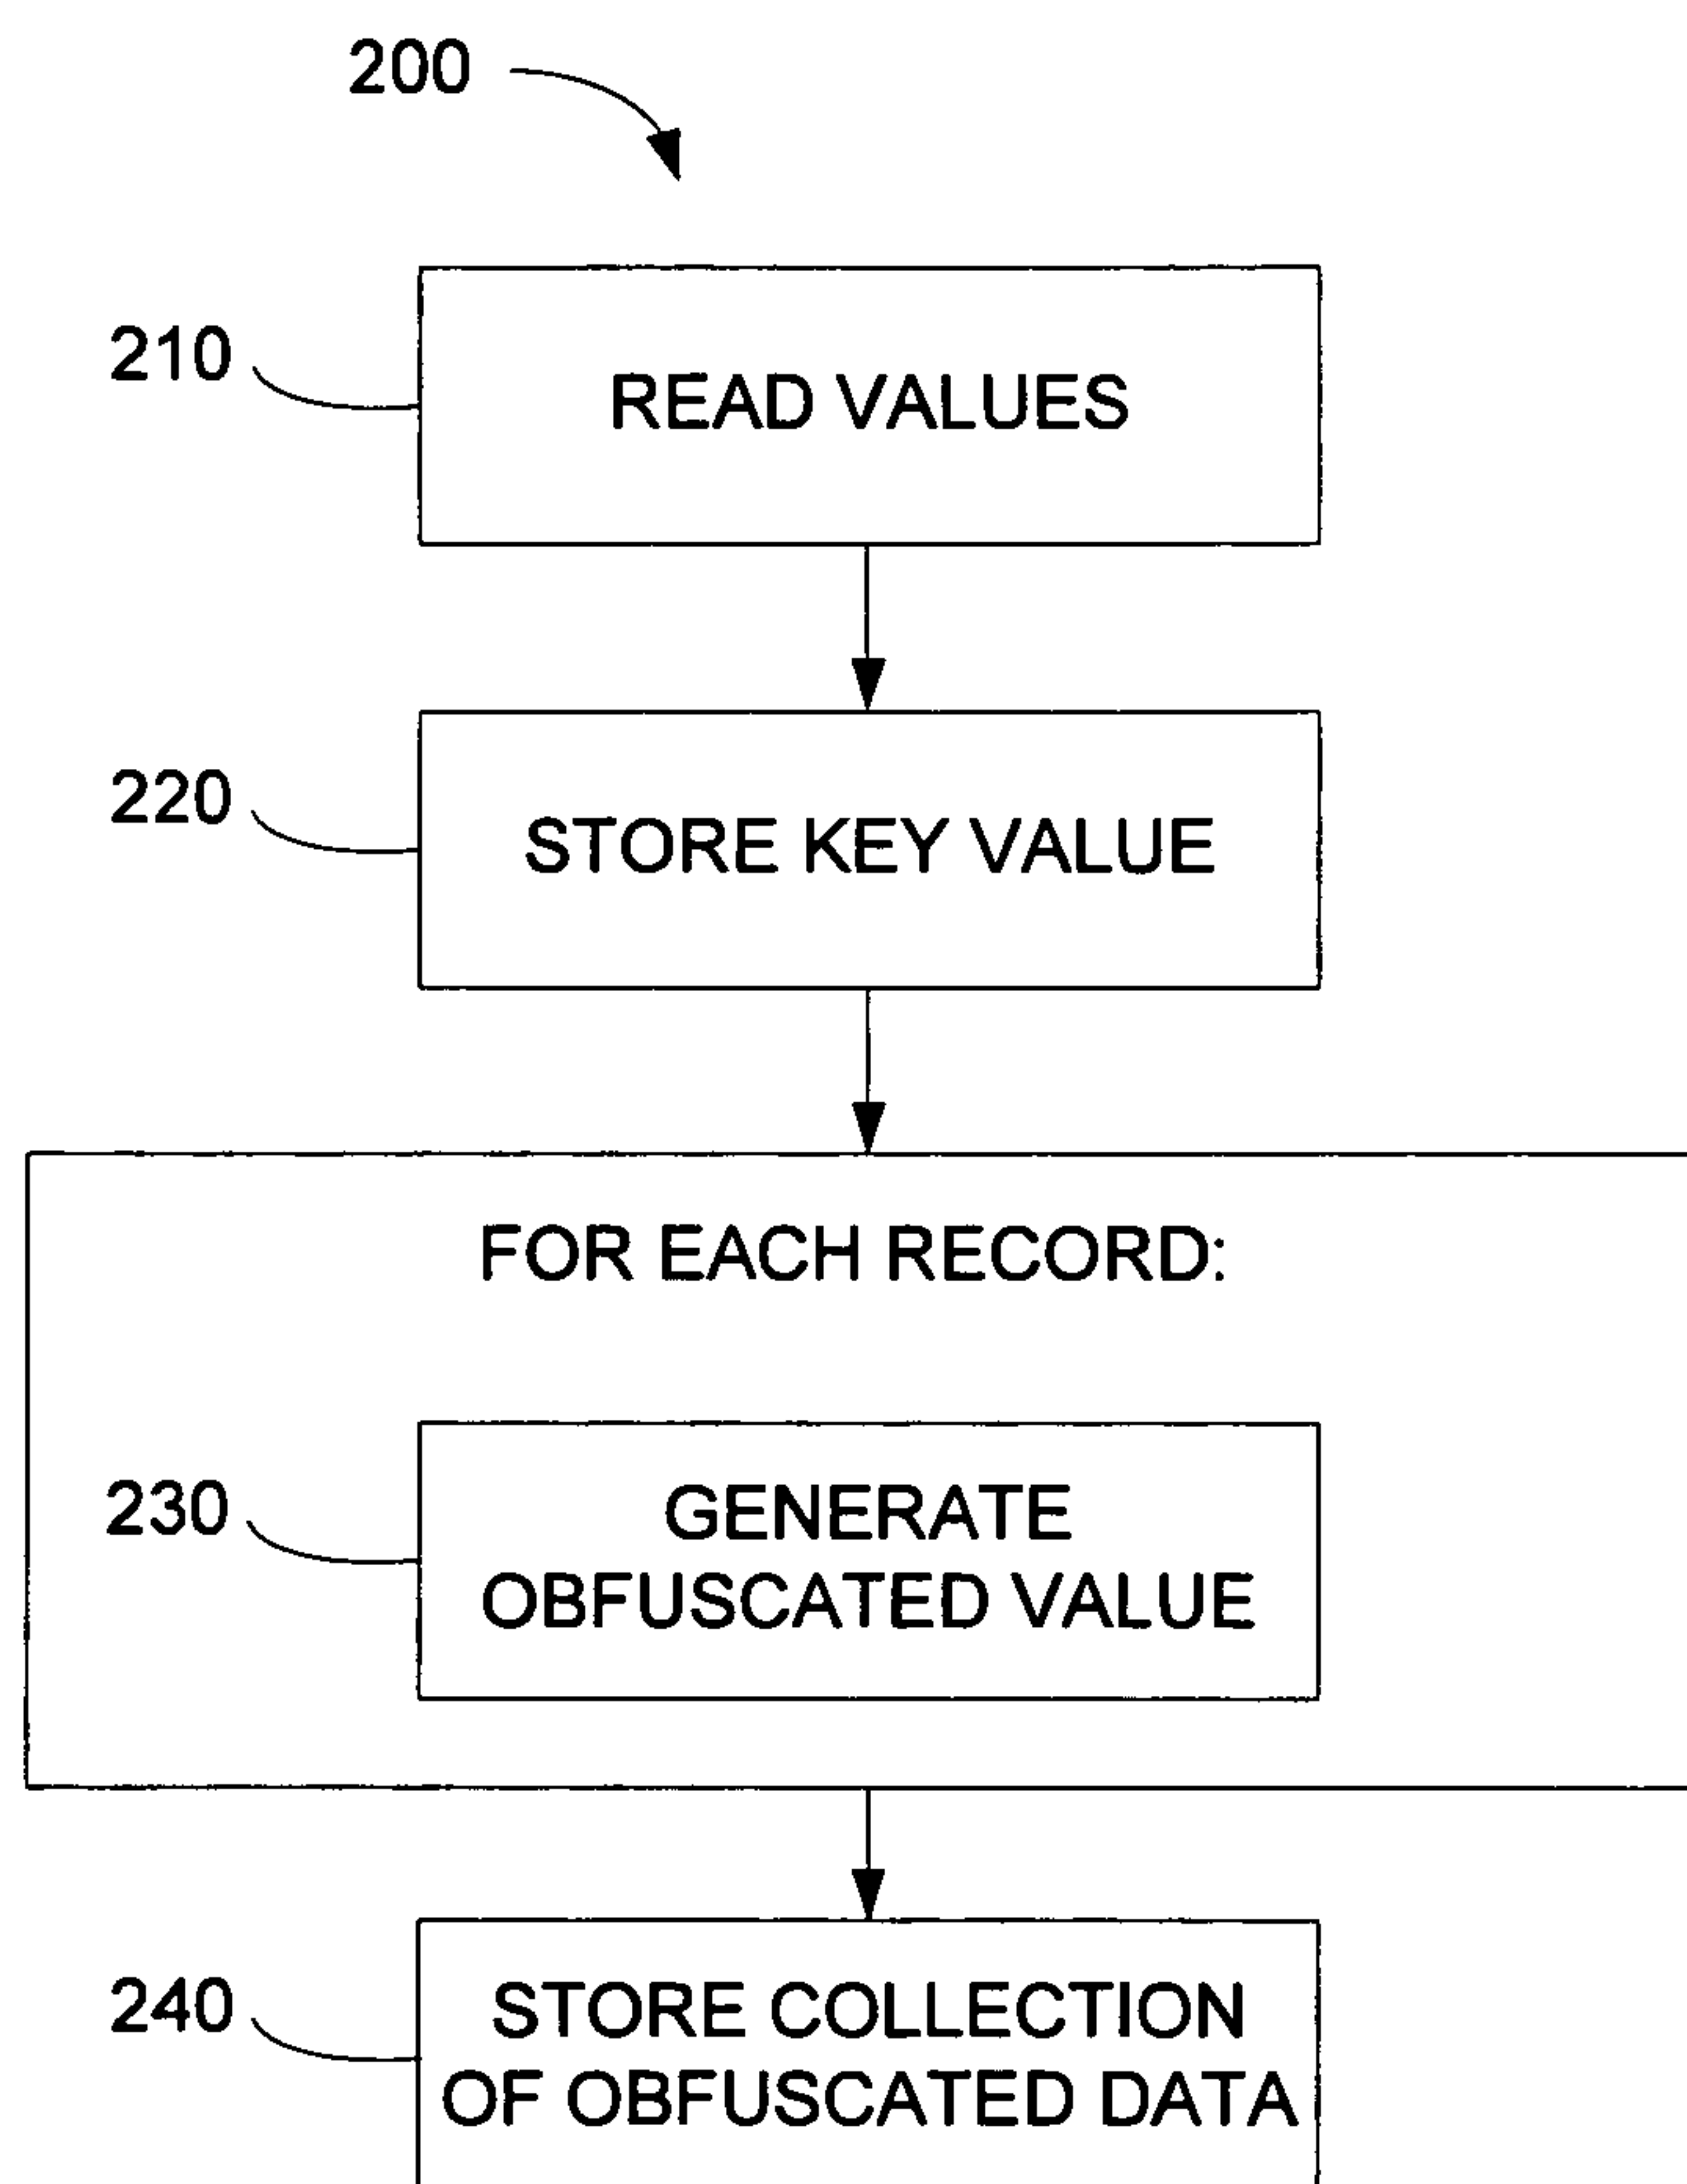 200
210
READ VALUES
220
STORE KEY VALUE
FOR EACH RECORD:
230
GENERATE
OBFUSCATED VALUE
240
STORE COLLECTION
OF OBFUSCATED DATA